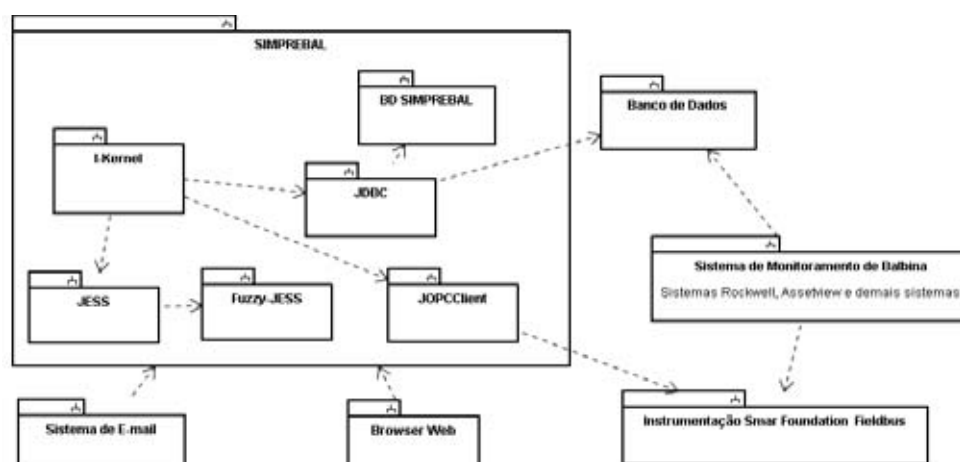 SIMPREBAL
BD SIMPREBAL
Banco de Dados
I-Kernel
JDBC
Sistema de Monitoramento de Balbina
Sistemas Rockwell, Assetview e demais sistemas
JESS
Fuzzy-JESS
JOPCClient
Sistema de E-mail
Browser Web
Instrumentação Smar Foundation Fieldbus